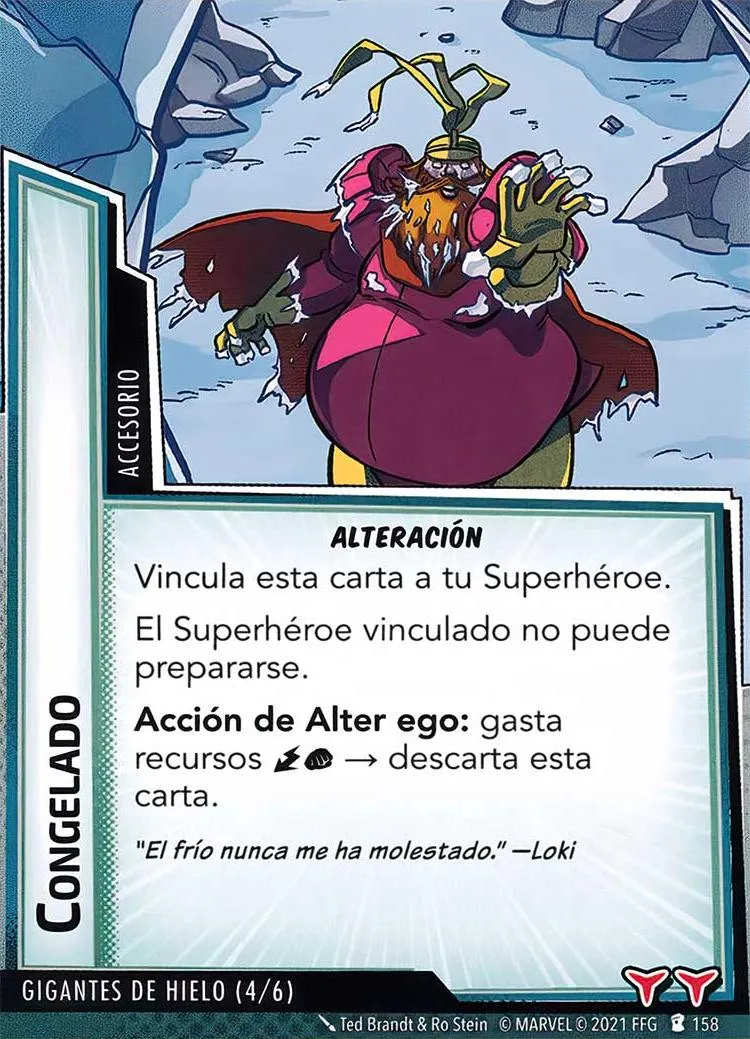 ACCESORIO
CONGELADO
ALTERACIÓN
Vincula esta carta a tu Superhéroe.
El Superhéroe vinculado no puede
prepararse.
Acción de Alter ego: gasta
recursos → descarta esta
carta.
"El frío nunca me ha molestado." —Loki
GIGANTES DE HIELO (4/6)
Ted Brandt & Ro Stein © MARVEL © 2021 FFG 158